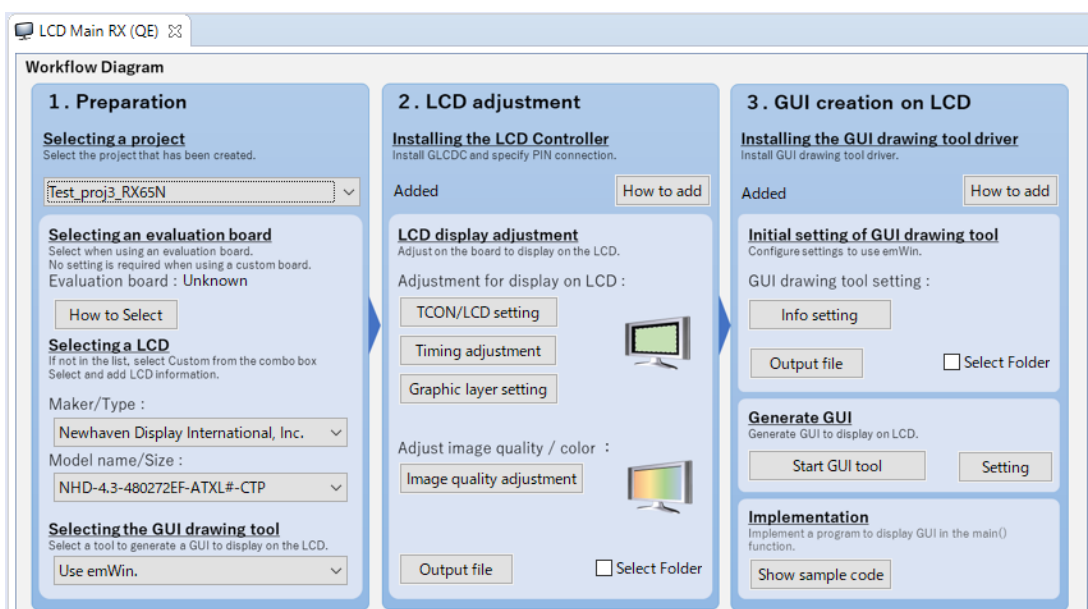 LCD Main RX (QE)
Workflow Diagram
1. Preparation
Selecting a project
Select the project that has been created.
Test_proj3_RX65N
Selecting an evaluation board
Select when using an evaluation board.
No setting is required when using a custom board.
Evaluation board : Unknown
How to Select
Selecting a LCD
If not in the list, select Custom from the combo box
Select and add LCD information.
Maker/Type :
Newhaven Display International, Inc.
Model name/Size :
NHD-4.3-480272EF-ATXL#-CTP
Selecting the GUI drawing tool
Select a tool to generate a GUI to display on the LCD.
Use emWin.
2. LCD adjustment
Installing the LCD Controller
Install GLCDC and specify PIN connection.
Added How to add
LCD display adjustment
Adjust on the board to display on the LCD.
Adjustment for display on LCD :
TCON/LCD setting
Timing adjustment
Graphic layer setting
Adjust image quality / color :
Image quality adjustment
Output file Select Folder
3. GUI creation on LCD
Installing the GUI drawing tool driver
Install GUI drawing tool driver.
Added How to add
Initial setting of GUI drawing tool
Configure settings to use emWin.
GUI drawing tool setting :
Info setting
Output file Select Folder
Generate GUI
Generate GUI to display on LCD.
Start GUI tool Setting
Implementation
Implement a program to display GUI in the main()
function.
Show sample code